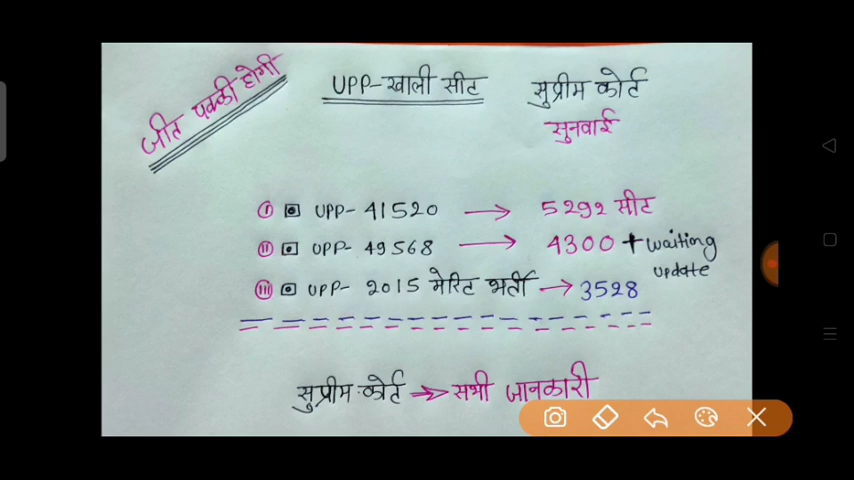 जीत पक्की होगी
UPP-खाली सीट
सुप्रीम कोर्ट
सुनवाई
I UPP- 41520 → 5292 सीट
II UPP- 49568 → 4300 + waiting update
III UPP- 2015 मेरिट भर्ती → 3528
सुप्रीम कोर्ट → सभी जानकारी